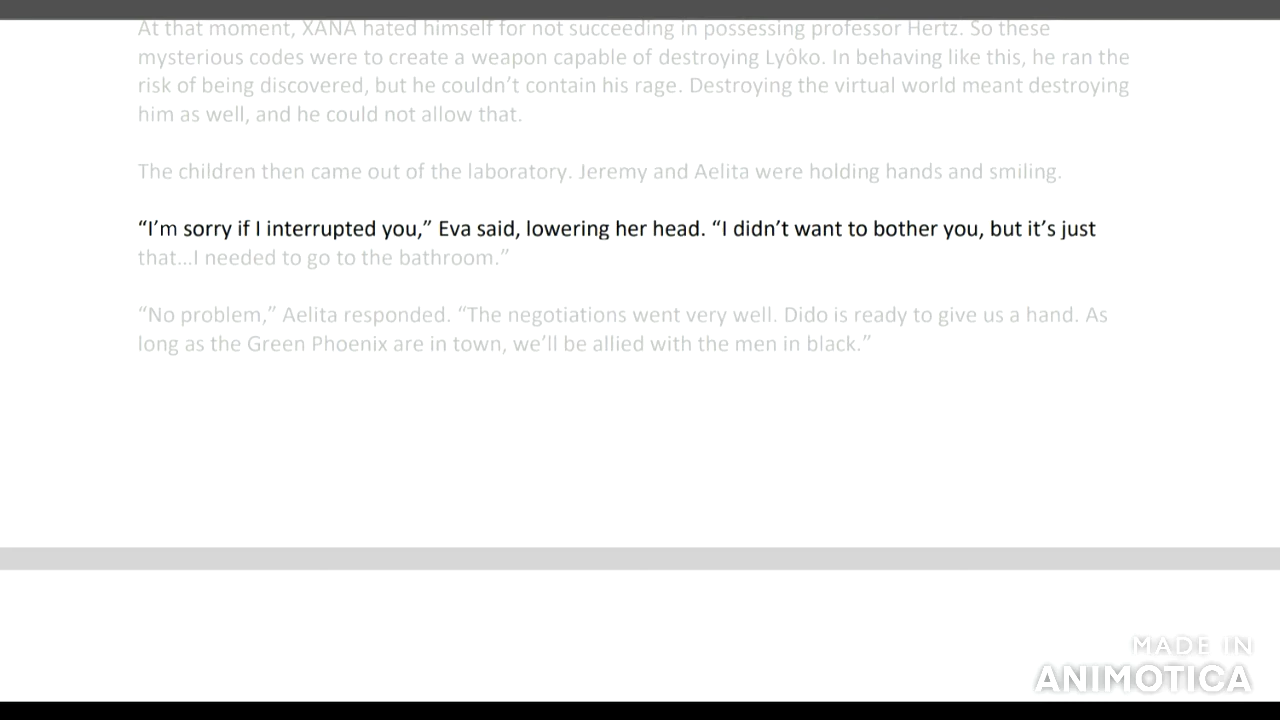 At that moment, XANA hated himself for not succeeding in possessing professor Hertz. So these
mysterious codes were to create a weapon capable of destroying Lyôko. In behaving like this, he ran the
risk of being discovered, but he couldn’t contain his rage. Destroying the virtual world meant destroying
him as well, and he could not allow that.
The children then came out of the laboratory. Jeremy and Aelita were holding hands and smiling.
“I’m sorry if I interrupted you,” Eva said, lowering her head. “I didn’t want to bother you, but it’s just
that…I needed to go to the bathroom.”
“No problem,” Aelita responded. “The negotiations went very well. Dido is ready to give us a hand. As
long as the Green Phoenix are in town, we’ll be allied with the men in black.”
MADE IN
ANIMOTICA